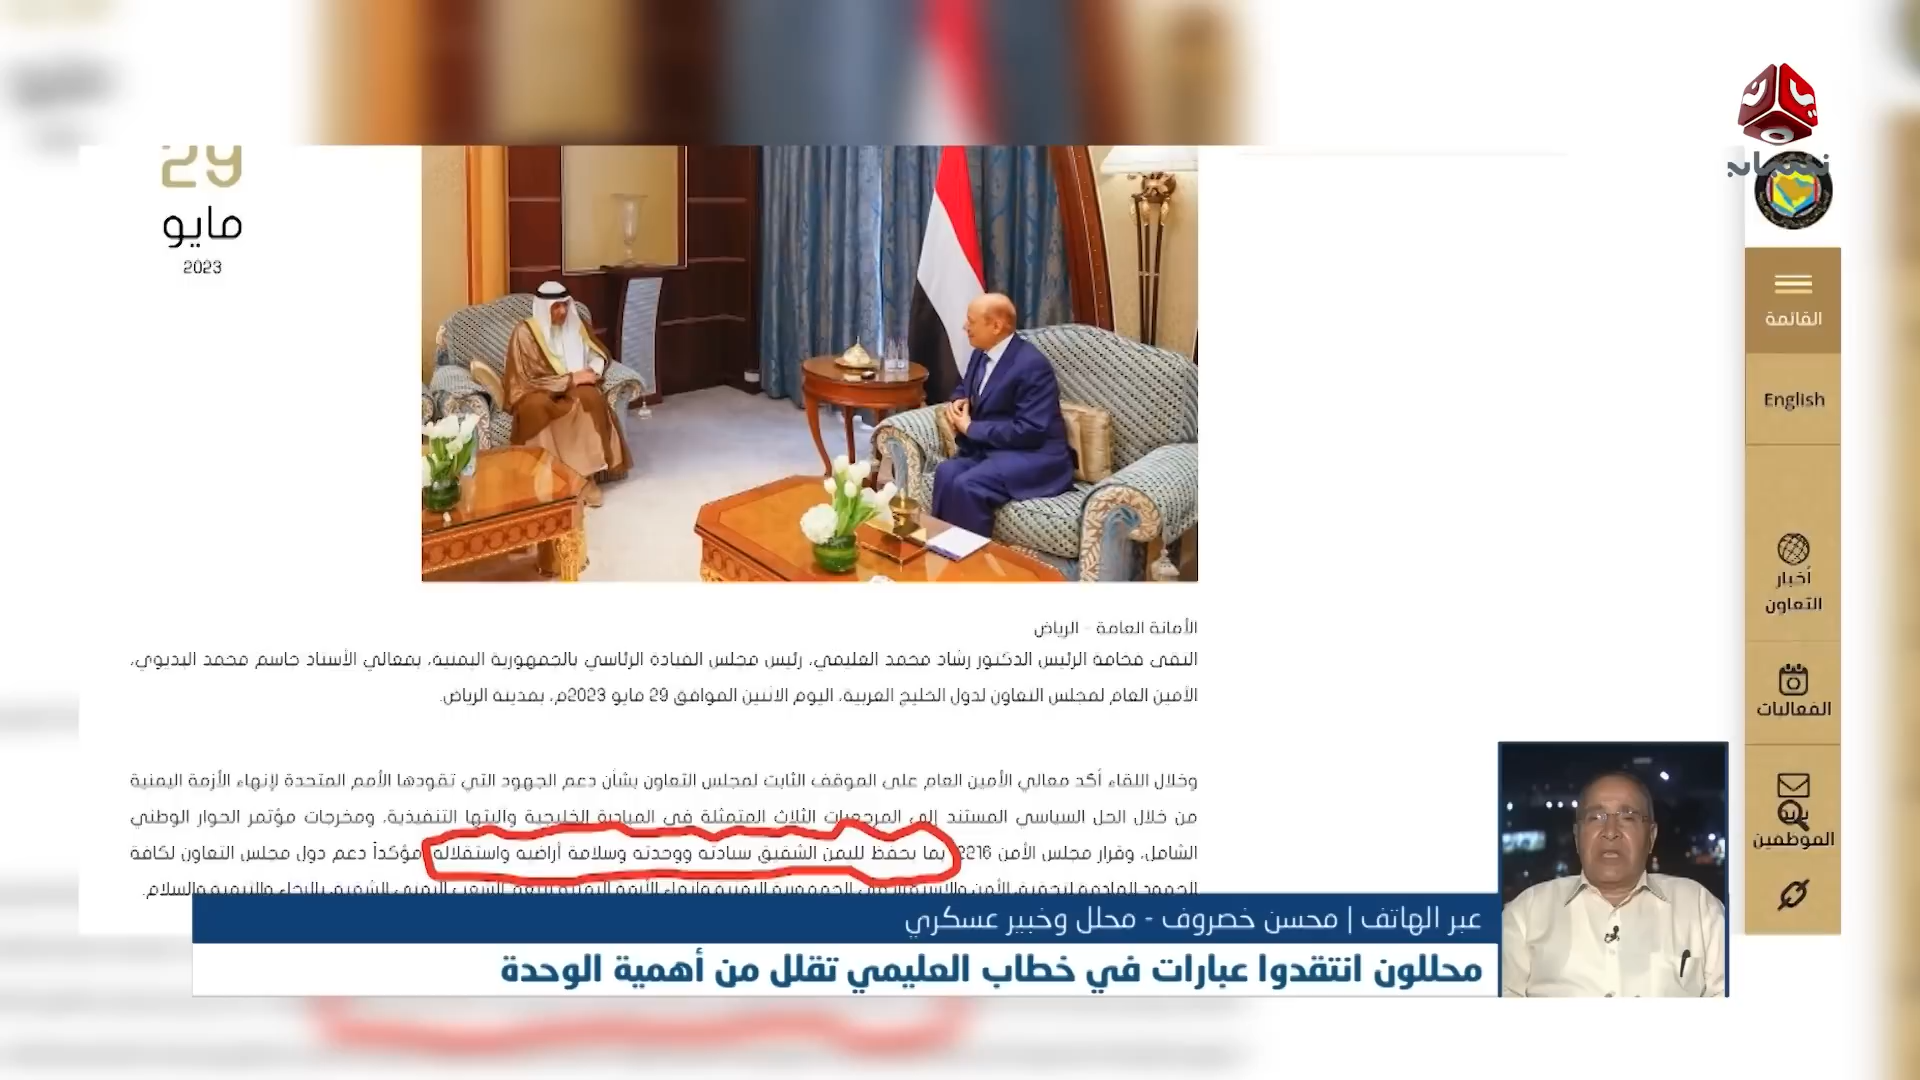 29
مايو
2023
القائمة
English
أخبار
التعاون
الفعاليات
بريد
الموظفين
الأمانة العامة - الرياض
التقى فخامة الرئيس الدكتور رشاد محمد العليمي، رئيس مجلس القيادة الرئاسي بالجمهورية اليمنية، بمعالي الأستاذ جاسم محمد البديوي،
الأمين العام لمجلس التعاون لدول الخليج العربية، اليوم الاثنين الموافق 29 مايو 2023م، بمدينة الرياض.
وخلال اللقاء أكد معالي الأمين العام على الموقف الثابت لمجلس التعاون بشأن دعم الجهود التي تقودها الأمم المتحدة لإنهاء الأزمة اليمنية
من خلال الحل السياسي المستند إلى المرجعيات الثلاث المتمثلة في المبادرة الخليجية وآليتها التنفيذية، ومخرجات مؤتمر الحوار الوطني
الشامل، وقرار مجلس الأمن 2216 بما يحفظ لليمن الشقيق سيادته ووحدته وسلامة أراضيه واستقلاله مؤكداً دعم دول مجلس التعاون لكافة
عبر الهاتف | محسن خصروف - محلل وخبير عسكري
محللون انتقدوا عبارات في خطاب العليمي تقلل من أهمية الوحدة